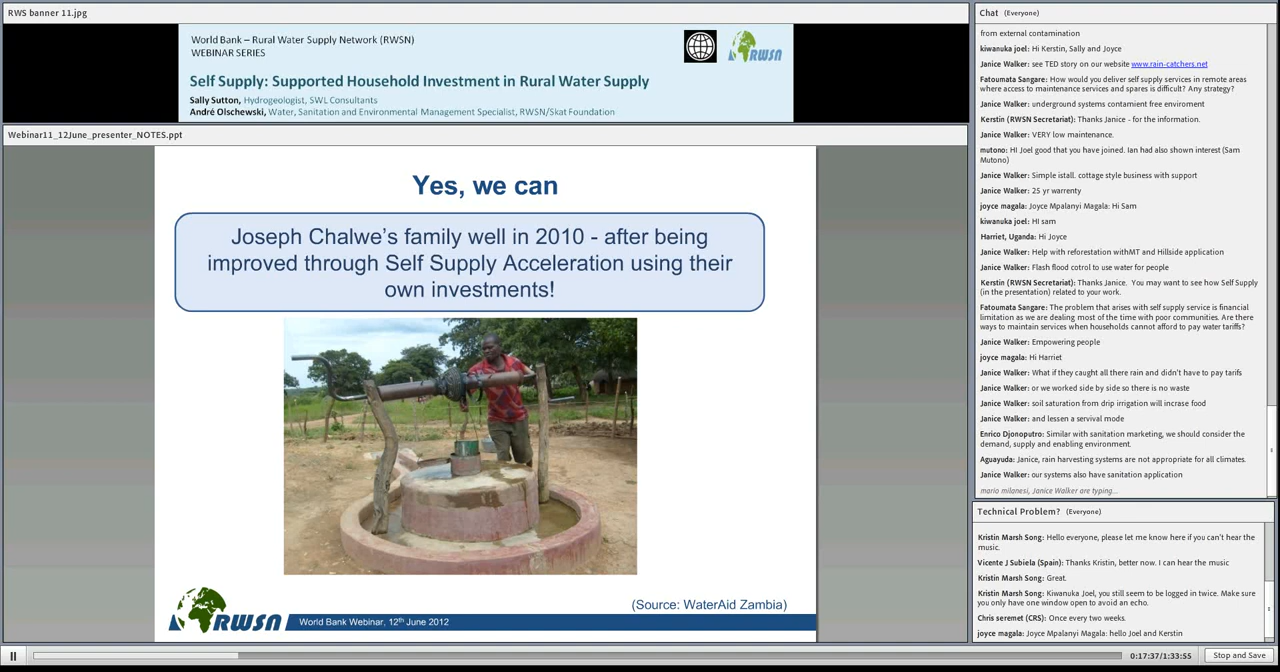 RWS banner 11.jpg
World Bank – Rural Water Supply Network (RWSN)
WEBINAR SERIES
RWSN
Self Supply: Supported Household Investment in Rural Water Supply
Sally Sutton, Hydrogeologist, SWL Consultants
André Olschewski, Water, Sanitation and Environmental Management Specialist, RWSN/Skat Foundation
Webinar11_12June_presenter_NOTES.ppt
Yes, we can
Joseph Chalwe's family well in 2010 - after being
improved through Self Supply Acceleration using their
own investments!
(Source: WaterAid Zambia)
RWSN
World Bank Webinar, 12th June 2012
Chat (Everyone)
from external contamination
kiwanuka joel: Hi Kerstin, Sally and Joyce
Janice Walker: see TED story on our website www.rain-catchers.net
Fatoumata Sangare: How would you deliver self supply services in remote areas
where access to maintenance services and spares is difficult? Any strategy?
Janice Walker: underground systems contamient free enviroment
Kerstin (RWSN Secretariat): Thanks Janice - for the information.
Janice Walker: VERY low maintenance.
mutono: HI Joel good that you have joined. Ian had also shown interest (Sam
Mutono)
Janice Walker: Simple istall. cottage style business with support
Janice Walker: 25 yr warrenty
joyce magala: Joyce Mpalanyi Magala: Hi Sam
kiwanuka joel: HI sam
Harriet, Uganda: Hi Joyce
Janice Walker: Help with reforestation withMT and Hillside application
Janice Walker: Flash flood cotrol to use water for people
Kerstin (RWSN Secretariat): Thanks Janice. You may want to see how Self Supply
(in the presentation) related to your work.
Fatoumata Sangare: The problem that arises with self supply service is financial
limitation as we are dealing most of the time with poor communities. Are there
ways to maintain services when households cannot afford to pay water tariffs?
Janice Walker: Empowering people
joyce magala: Hi Harriet
Janice Walker: What if they caught all there rain and didn't have to pay tarifs
Janice Walker: or we worked side by side so there is no waste
Janice Walker: soil saturation from drip irrigation will incrase food
Janice Walker: and lessen a servival mode
Enrico Djonoputro: Similar with sanitation marketing, we should consider the
demand, supply and enabling environment.
Aguayuda: Janice, rain harvesting systems are not appropriate for all climates.
Janice Walker: our systems also have sanitation application
mario milanesi, Janice Walker are typing...
Technical Problem? (Everyone)
Kristin Marsh Song: Hello everyone, please let me know here if you can't hear the
music.
Vicente J Subiela (Spain): Thanks Kristin, better now. I can hear the music
Kristin Marsh Song: Great.
Kristin Marsh Song: Kiwanuka Joel, you still seem to be logged in twice. Make sure
you only have one window open to avoid an echo.
Chris seremet (CRS): Once every two weeks.
joyce magala: Joyce Mpalanyi Magala: hello Joel and Kerstin
0:17:37/1:33:55
Stop and Save